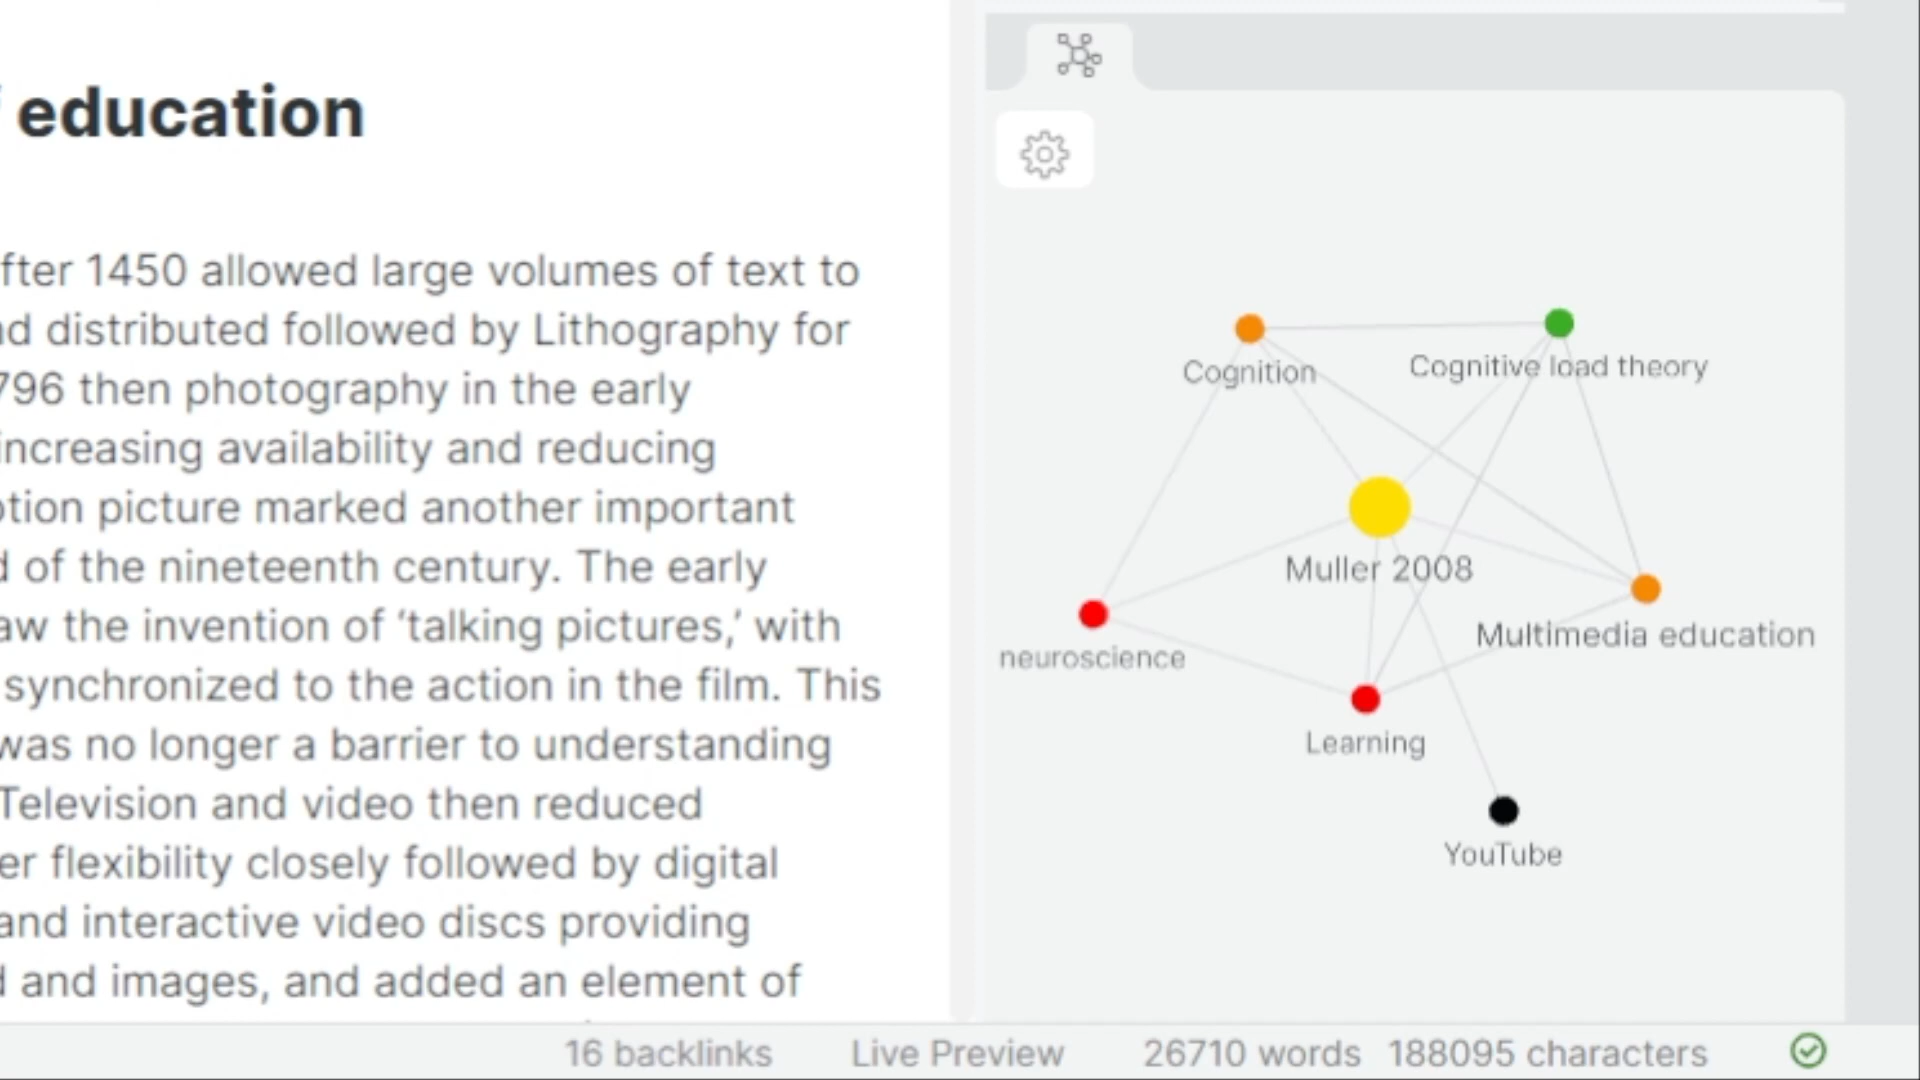 education
after 1450 allowed large volumes of text to
distributed followed by Lithography for
796 then photography in the early
increasing availability and reducing
picture marked another important
of the nineteenth century. The early
the invention of ‘talking pictures,’ with
synchronized to the action in the film. This
was no longer a barrier to understanding
Television and video then reduced
flexibility closely followed by digital
and interactive video discs providing
and images, and added an element of
Cognition
Cognitive load theory
Muller 2008
neuroscience
Multimedia education
Learning
YouTube
16 backlinks Live Preview 26710 words 188095 characters